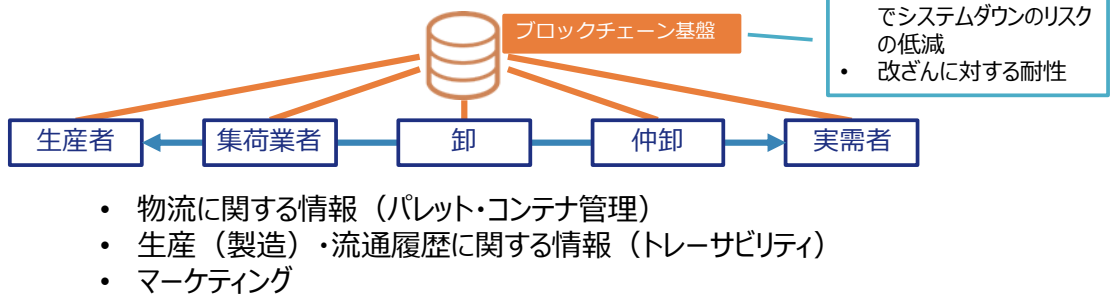 ブロックチェーン基盤
でシステムダウンのリスク
の低減
• 改ざんに対する耐性
生産者
集荷業者
卸
仲卸
実需者
• 物流に関する情報（パレット・コンテナ管理）
• 生産（製造）・流通履歴に関する情報（トレーサビリティ）
• マーケティング